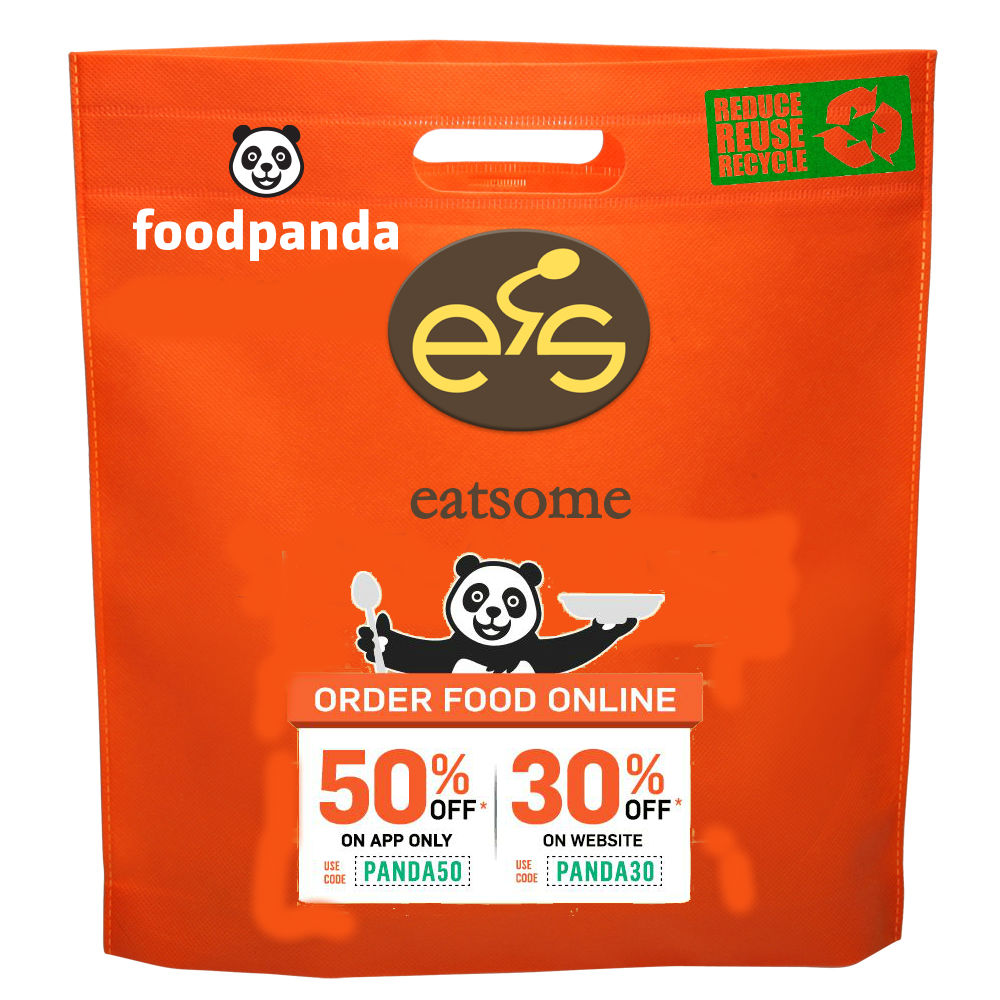 REDUCE
REUSE
RECYCLE
foodpanda
es
eatsome
ORDER FOOD ONLINE
50% OFF*
ON APP ONLY
USE CODE PANDA50
30% OFF*
ON WEBSITE
USE CODE PANDA30